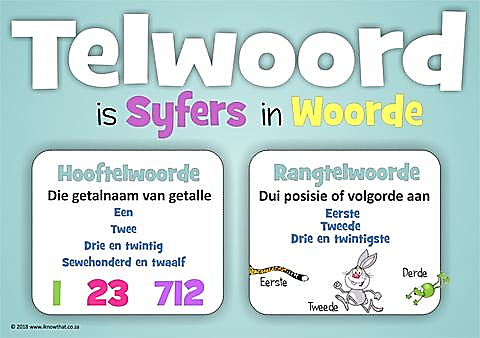 Telwoord
is Syfers in Woorde
Hooftelwoorde
Die getalnaam van getalle
Een
Twee
Drie en twintig
Sewehonderd en twaalf
1 23 712
Rangtelwoorde
Dui posisie of volgorde aan
Eerste
Tweede
Drie en twintigste
Eerste
Tweede
Derde
© 2018 www.iknowthat.co.za